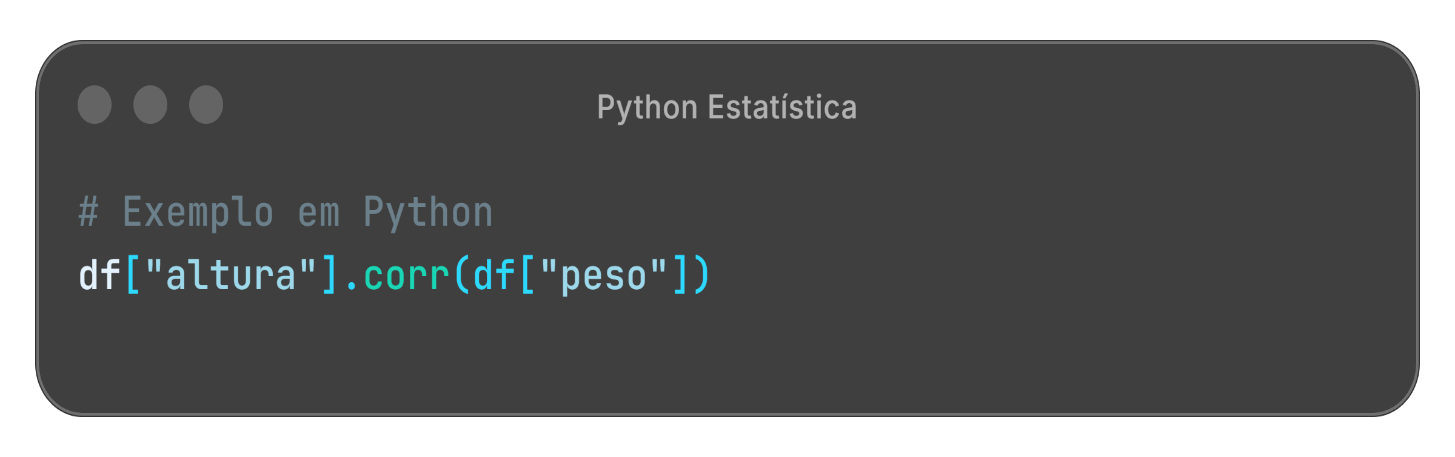 Python Estatística
# Exemplo em Python
df["altura"].corr(df["peso"])